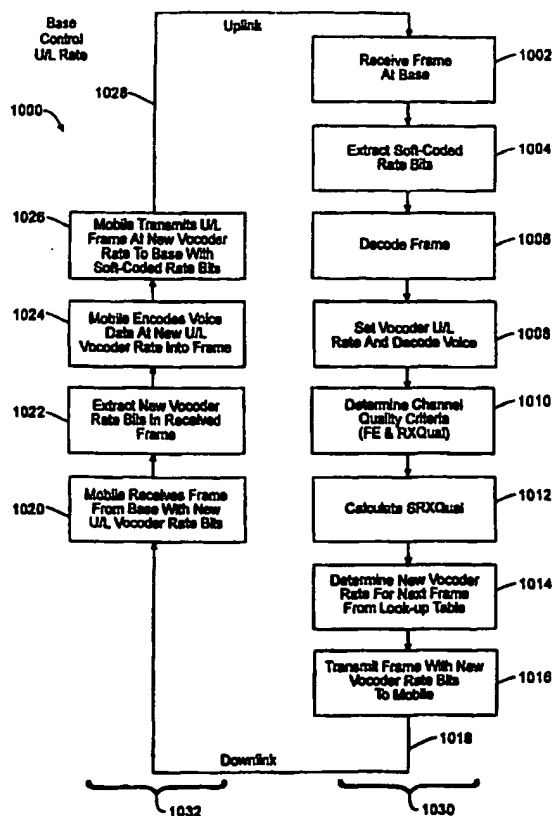 Base
Control
U/L Rate
1000
Uplink
1028
Receive Frame
At Base
1002
Extract Soft-Coded
Rate Bits
1004
Decode Frame
1006
Set Vocoder U/L
Rate And Decode Voice
1008
Determine Channel
Quality Criteria
(FE & RXQual)
1010
Calculate SRXQual
1012
Determine New Vocoder
Rate For Next Frame
From Look-up Table
1014
Transmit Frame With New
Vocoder Rate Bits
To Mobile
1016
1018
Downlink
1026
Mobile Transmits U/L
Frame At New Vocoder
Rate To Base With
Soft-Coded Rate Bits
1024
Mobile Encodes Voice
Data At New U/L
Vocoder Rate Into Frame
1022
Extract New Vocoder
Rate Bits In Received
Frame
1020
Mobile Receives Frame
From Base With New
U/L Vocoder Rate Bits
1032
1030